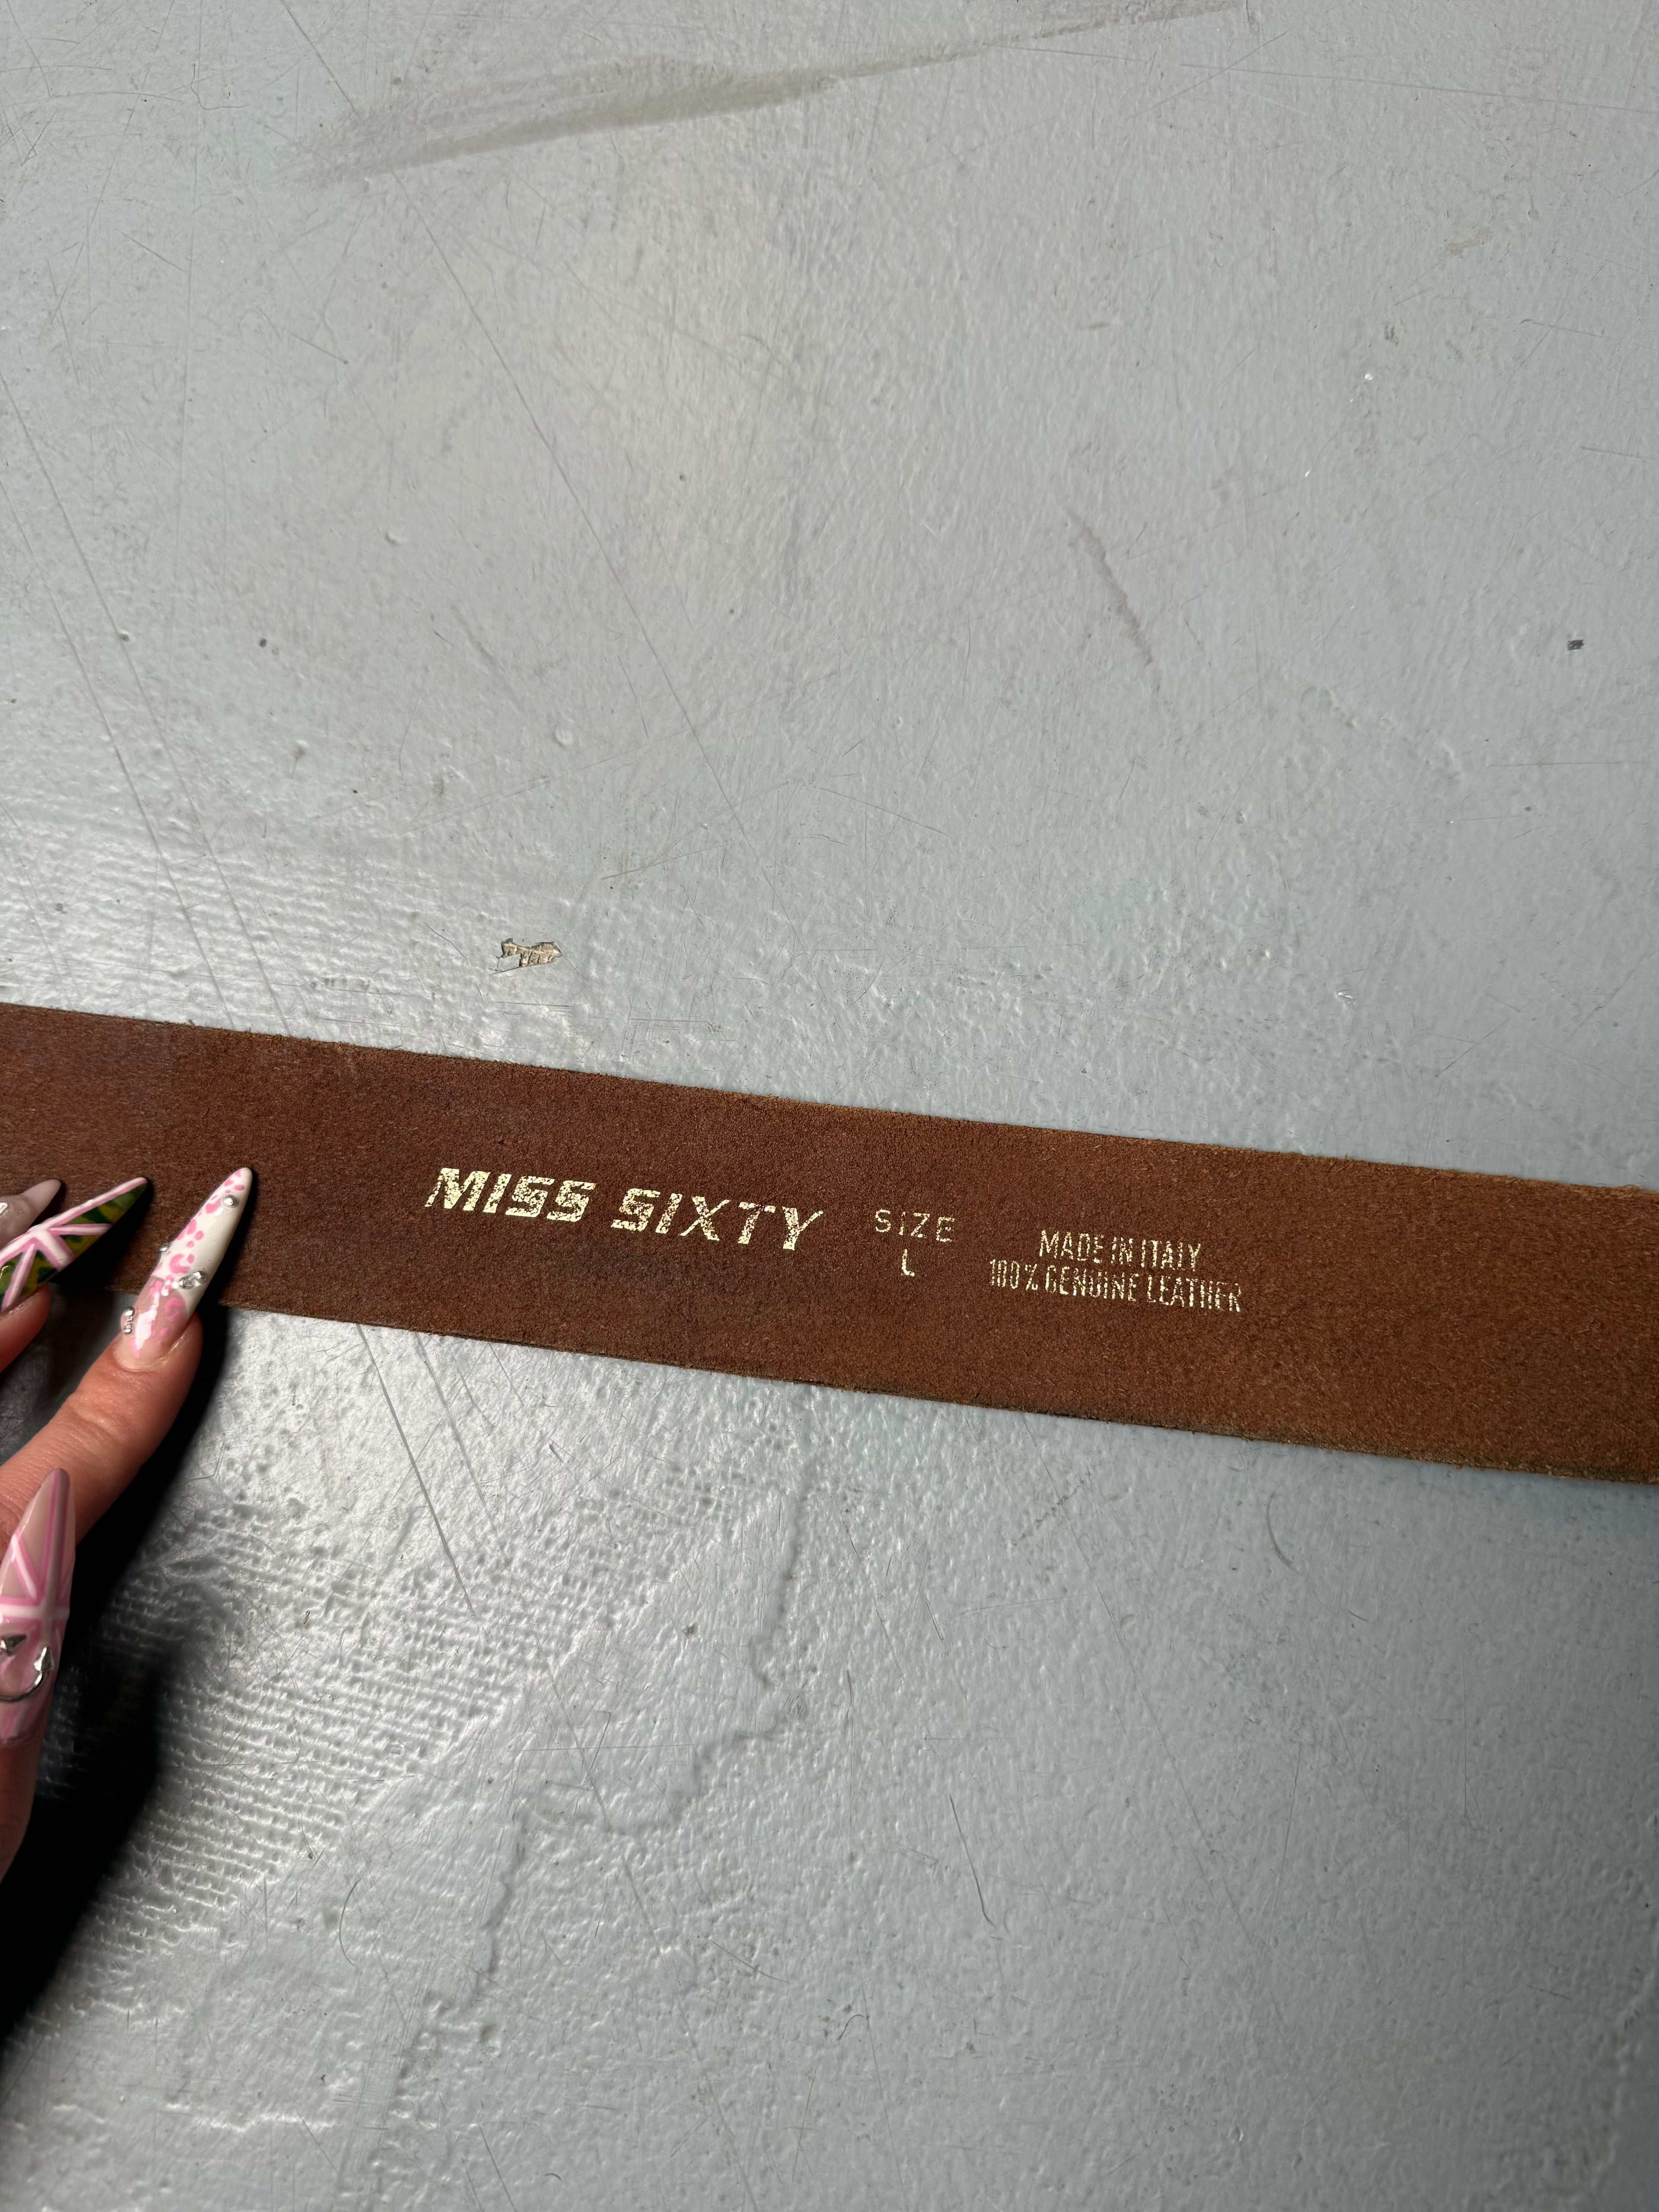 MISS SIXTY
SIZE
L
MADE IN ITALY
100% GENUINE LEATHER